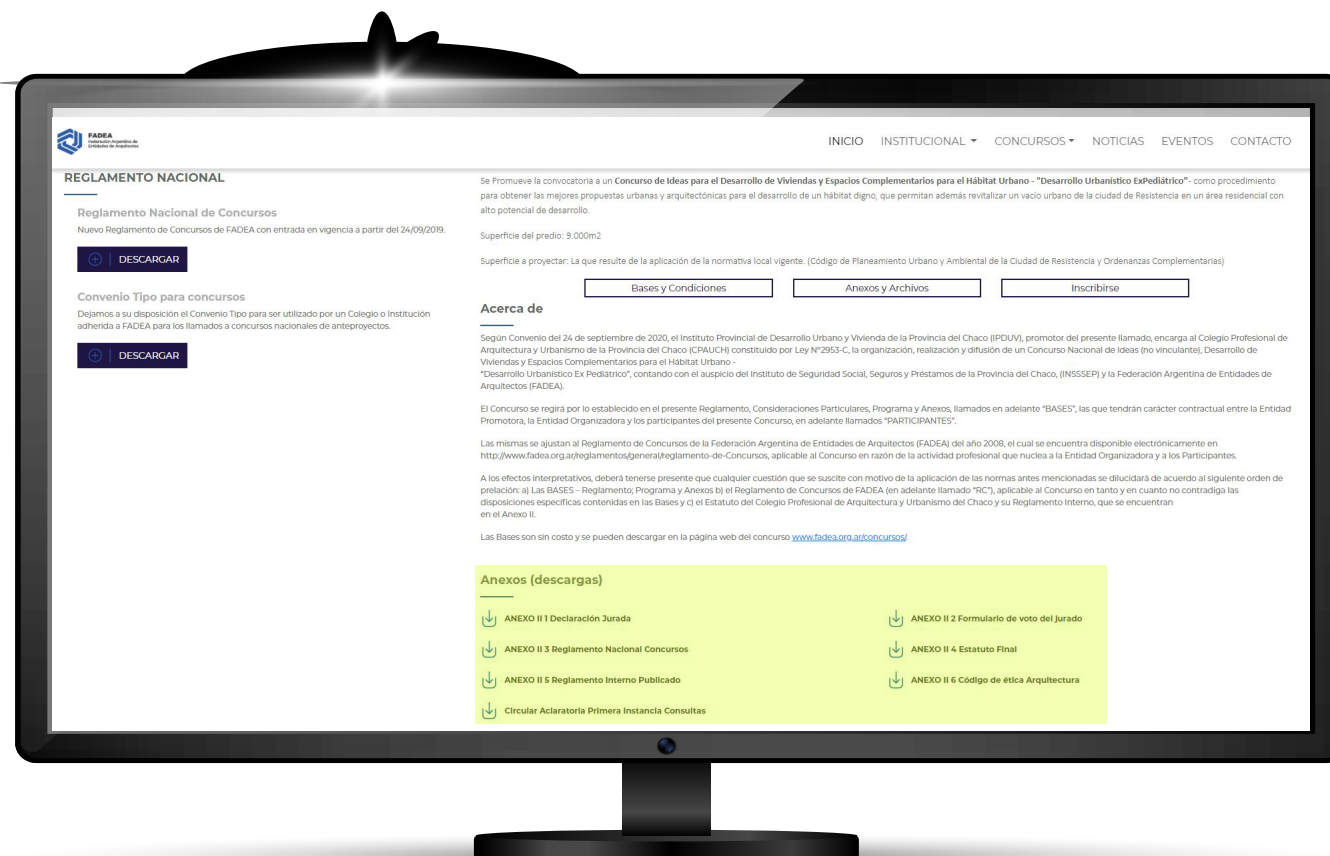 FADEA
Federación Argentina de
Entidades de Arquitectos
INICIO INSTITUCIONAL CONCURSOS NOTICIAS EVENTOS CONTACTO
REGLAMENTO NACIONAL
Reglamento Nacional de Concursos
Nuevo Reglamento de Concursos de FADEA con entrada en vigencia a partir del 24/09/2019.
DESCARGAR
Convenio Tipo para concursos
Dejamos a su disposición el Convenio Tipo para ser utilizado por un Colegio o Institución
adherida a FADEA para los llamados a concursos nacionales de anteproyectos.
DESCARGAR
Se Promueve la convocatoria a un Concurso de Ideas para el Desarrollo de Viviendas y Espacios Complementarios para el Hábitat Urbano - "Desarrollo Urbanístico ExPediátrico"- como procedimiento
para obtener las mejores propuestas urbanas y arquitectónicas para el desarrollo de un hábitat digno, que permitan además revitalizar un vacío urbano de la ciudad de Resistencia en un área residencial con
alto potencial de desarrollo.
Superficie del predio: 9.000m2
Superficie a proyectar: La que resulte de la aplicación de la normativa local vigente. (Código de Planeamiento Urbano y Ambiental de la Ciudad de Resistencia y Ordenanzas Complementarias)
Bases y Condiciones Anexos y Archivos Inscribirse
Acerca de
Según Convenio del 24 de septiembre de 2020, el Instituto Provincial de Desarrollo Urbano y Vivienda de la Provincia del Chaco (IPDUV), promotor del presente llamado, encarga al Colegio Profesional de
Arquitectura y Urbanismo de la Provincia del Chaco (CPAUCH) constituido por Ley N°2953-C, la organización, realización y difusión de un Concurso Nacional de Ideas (no vinculante), Desarrollo de
Viviendas y Espacios Complementarios para el Hábitat Urbano -
"Desarrollo Urbanístico Ex Pediátrico", contando con el auspicio del Instituto de Seguridad Social, Seguros y Préstamos de la Provincia del Chaco, (INSSSEP) y la Federación Argentina de Entidades de
Arquitectos (FADEA).
El Concurso se regirá por lo establecido en el presente Reglamento, Consideraciones Particulares, Programa y Anexos, llamados en adelante "BASES", las que tendrán carácter contractual entre la Entidad
Promotora, la Entidad Organizadora y los participantes del presente Concurso, en adelante llamados "PARTICIPANTES".
Las mismas se ajustan al Reglamento de Concursos de la Federación Argentina de Entidades de Arquitectos (FADEA) del año 2008, el cual se encuentra disponible electrónicamente en
http://www.fadea.org.ar/reglamentos/general/reglamento-de-Concursos, aplicable al Concurso en razón de la actividad profesional que nuclea a la Entidad Organizadora y a los Participantes.
A los efectos interpretativos, deberá tenerse presente que cualquier cuestión que se suscite con motivo de la aplicación de las normas antes mencionadas se dilucidará de acuerdo al siguiente orden de
prelación: a) Las BASES – Reglamento; Programa y Anexos b) el Reglamento de Concursos de FADEA (en adelante llamado "RC"), aplicable al Concurso en tanto y en cuanto no contradiga las
disposiciones específicas contenidas en las Bases y c) el Estatuto del Colegio Profesional de Arquitectura y Urbanismo del Chaco y su Reglamento Interno, que se encuentran
en el Anexo II.
Las Bases son sin costo y se pueden descargar en la página web del concurso www.fadea.org.ar/concursos/.
Anexos (descargas)
ANEXO II 1 Declaración Jurada
ANEXO II 2 Formulario de voto del jurado
ANEXO II 3 Reglamento Nacional Concursos
ANEXO II 4 Estatuto Final
ANEXO II 5 Reglamento Interno Publicado
ANEXO II 6 Código de ética Arquitectura
Circular Aclaratoria Primera Instancia Consultas